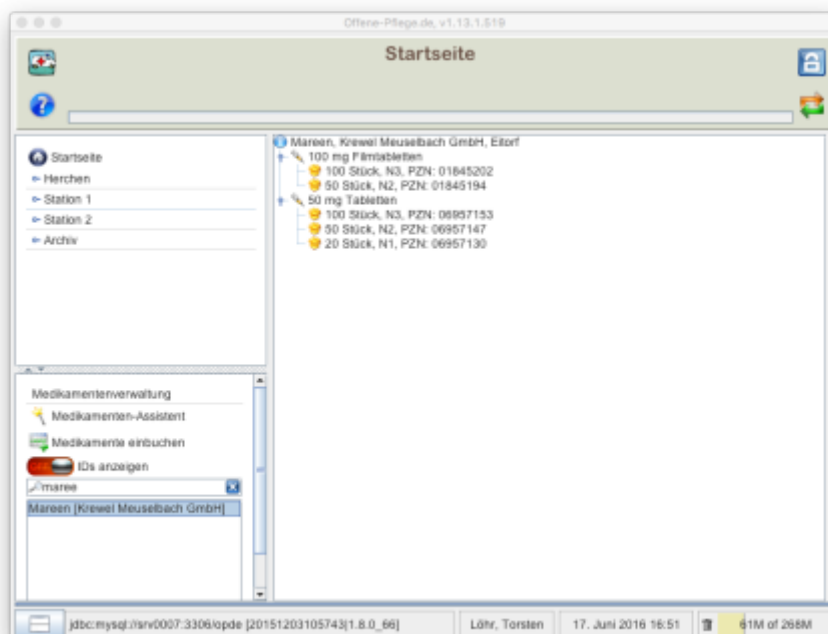 Offene-Pflege.de, v1.13.1.519
Startseite
Startseite
Herchen
Station 1
Station 2
Archiv
Mareen, Krewel Meuselbach GmbH, Eitorf
100 mg Filmtabletten
100 Stück, N3, PZN: 01845202
50 Stück, N2, PZN: 01845194
50 mg Tabletten
100 Stück, N3, PZN: 06957153
50 Stück, N2, PZN: 06957147
20 Stück, N1, PZN: 06957130
Medikamentenverwaltung
Medikamenten-Assistent
Medikamente einbuchen
IDs anzeigen
maree
Mareen [Krewel Meuselbach GmbH]
jdbc:mysql://srv0007:3306/opde [20151203105743|1.8.0_66]
Löhr, Torsten
17. Juni 2016 16:51
61M of 268M